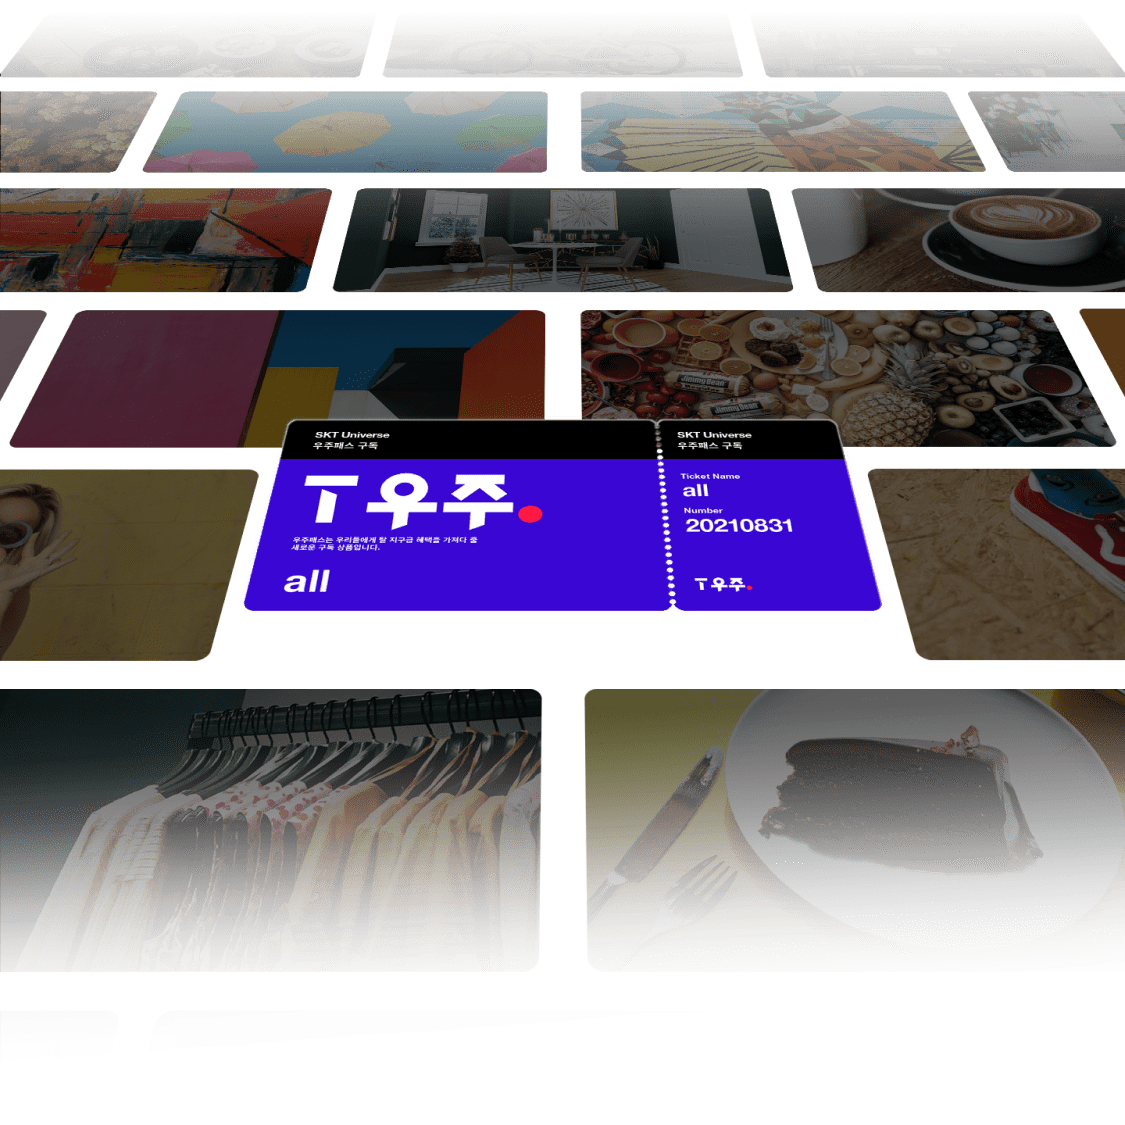 Jimmy Dean
Jimmy Dean
SKT Universe
우주패스 구독
T우주.
우주패스는 우리들에게 탈 지구급 혜택을 가져다 줄
새로운 구독 상품입니다.
all
SKT Universe
우주패스 구독
Ticket Name
all
Number
20210831
T우주.